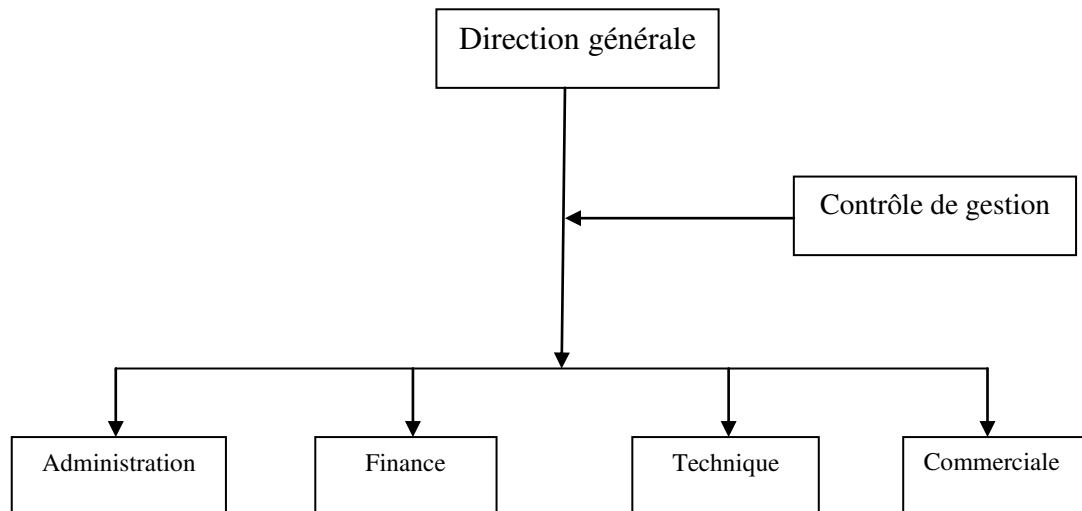 Direction générale
Contrôle de gestion
Administration
Finance
Technique
Commerciale